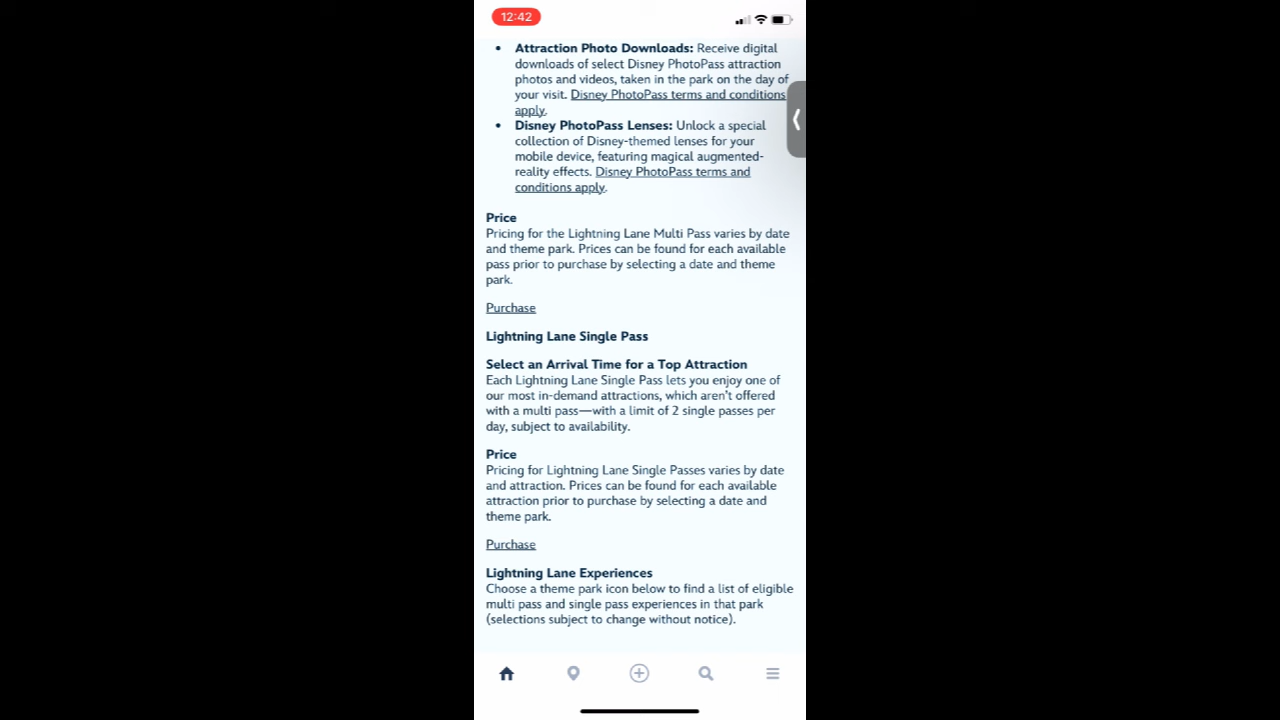 12:42
• Attraction Photo Downloads: Receive digital
downloads of select Disney PhotoPass attraction
photos and videos, taken in the park on the day of
your visit. Disney PhotoPass terms and conditions
apply.
• Disney PhotoPass Lenses: Unlock a special
collection of Disney-themed lenses for your
mobile device, featuring magical augmented-
reality effects. Disney PhotoPass terms and
conditions apply.
Price
Pricing for the Lightning Lane Multi Pass varies by date
and theme park. Prices can be found for each available
pass prior to purchase by selecting a date and theme
park.
Purchase
Lightning Lane Single Pass
Select an Arrival Time for a Top Attraction
Each Lightning Lane Single Pass lets you enjoy one of
our most in-demand attractions, which aren't offered
with a multi pass—with a limit of 2 single passes per
day, subject to availability.
Price
Pricing for Lightning Lane Single Passes varies by date
and attraction. Prices can be found for each available
attraction prior to purchase by selecting a date and
theme park.
Purchase
Lightning Lane Experiences
Choose a theme park icon below to find a list of eligible
multi pass and single pass experiences in that park
(selections subject to change without notice).